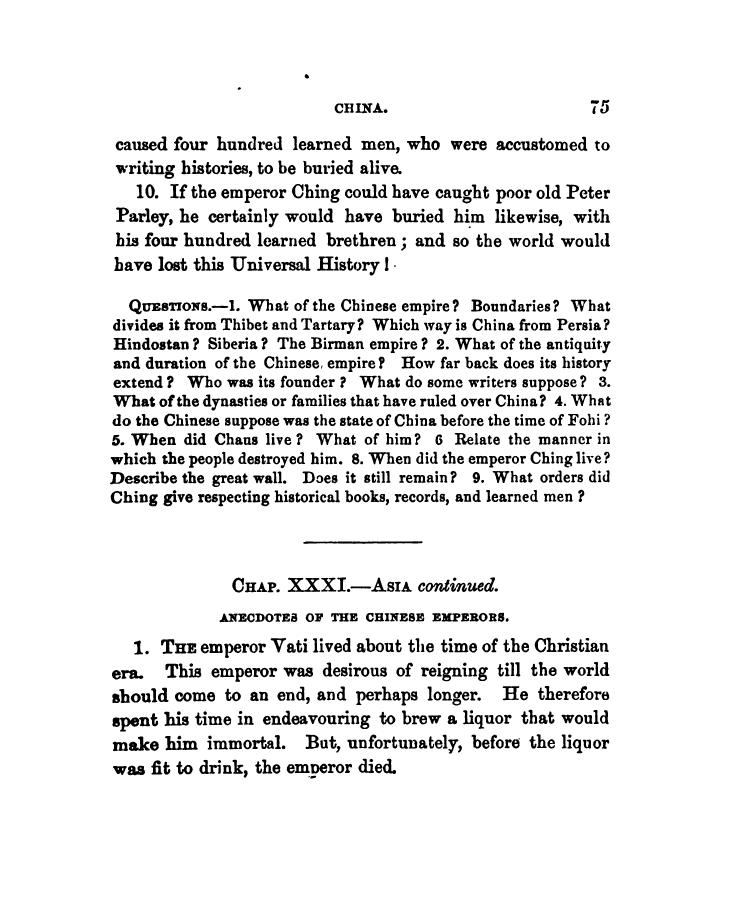 CHINA. 75
caused four hundred learned men, who were accustomed to
writing histories, to be buried alive.
10. If the emperor Ching could have caught poor old Peter
Parley, he certainly would have buried him likewise, with
his four hundred learned brethren; and so the world would
have lost this Universal History!
QUESTIONS.—1. What of the Chinese empire? Boundaries? What
divides it from Thibet and Tartary? Which way is China from Persia?
Hindostan? Siberia? The Birman empire? 2. What of the antiquity
and duration of the Chinese empire? How far back does its history
extend? Who was its founder? What do some writers suppose? 3.
What of the dynasties or families that have ruled over China? 4. What
do the Chinese suppose was the state of China before the time of Fohi?
5. When did Chaus live? What of him? 6 Relate the manner in
which the people destroyed him. 8. When did the emperor Ching live?
Describe the great wall. Does it still remain? 9. What orders did
Ching give respecting historical books, records, and learned men?
CHAP. XXXI.—ASIA continued.
ANECDOTES OF THE CHINESE EMPERORS.
1. THE emperor Vati lived about the time of the Christian
era. This emperor was desirous of reigning till the world
should come to an end, and perhaps longer. He therefore
spent his time in endeavouring to brew a liquor that would
make him immortal. But, unfortunately, before the liquor
was fit to drink, the emperor died.